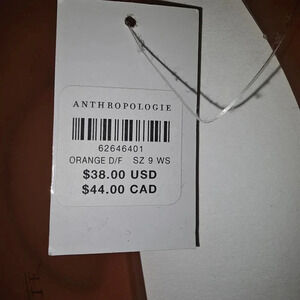 ANTHROPOLOGIE
62646401
ORANGE D/F SZ 9 WS
$38.00 USD
$44.00 CAD